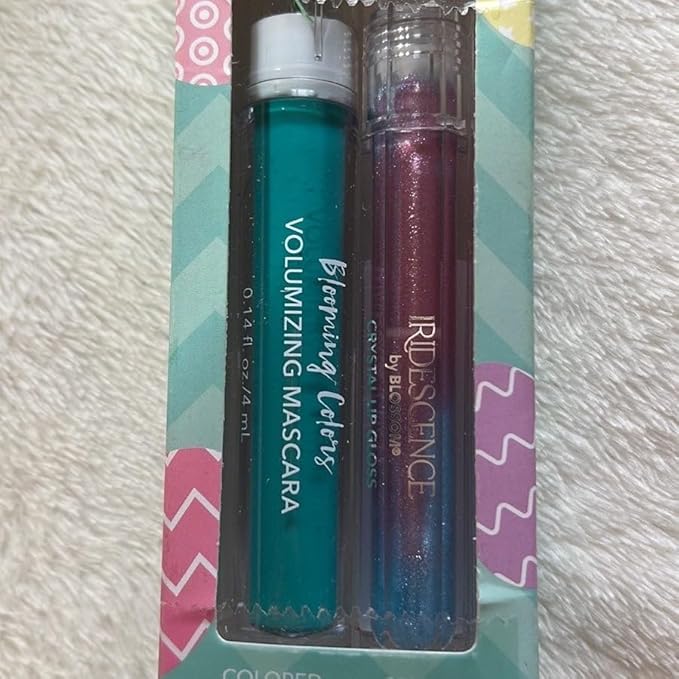 Blooming Colors
VOLUMIZING MASCARA
0.14 fl. oz./4 mL
IRIDESCENCE
by BLOSSOM®
CRYSTAL LIP GLOSS
COLORED